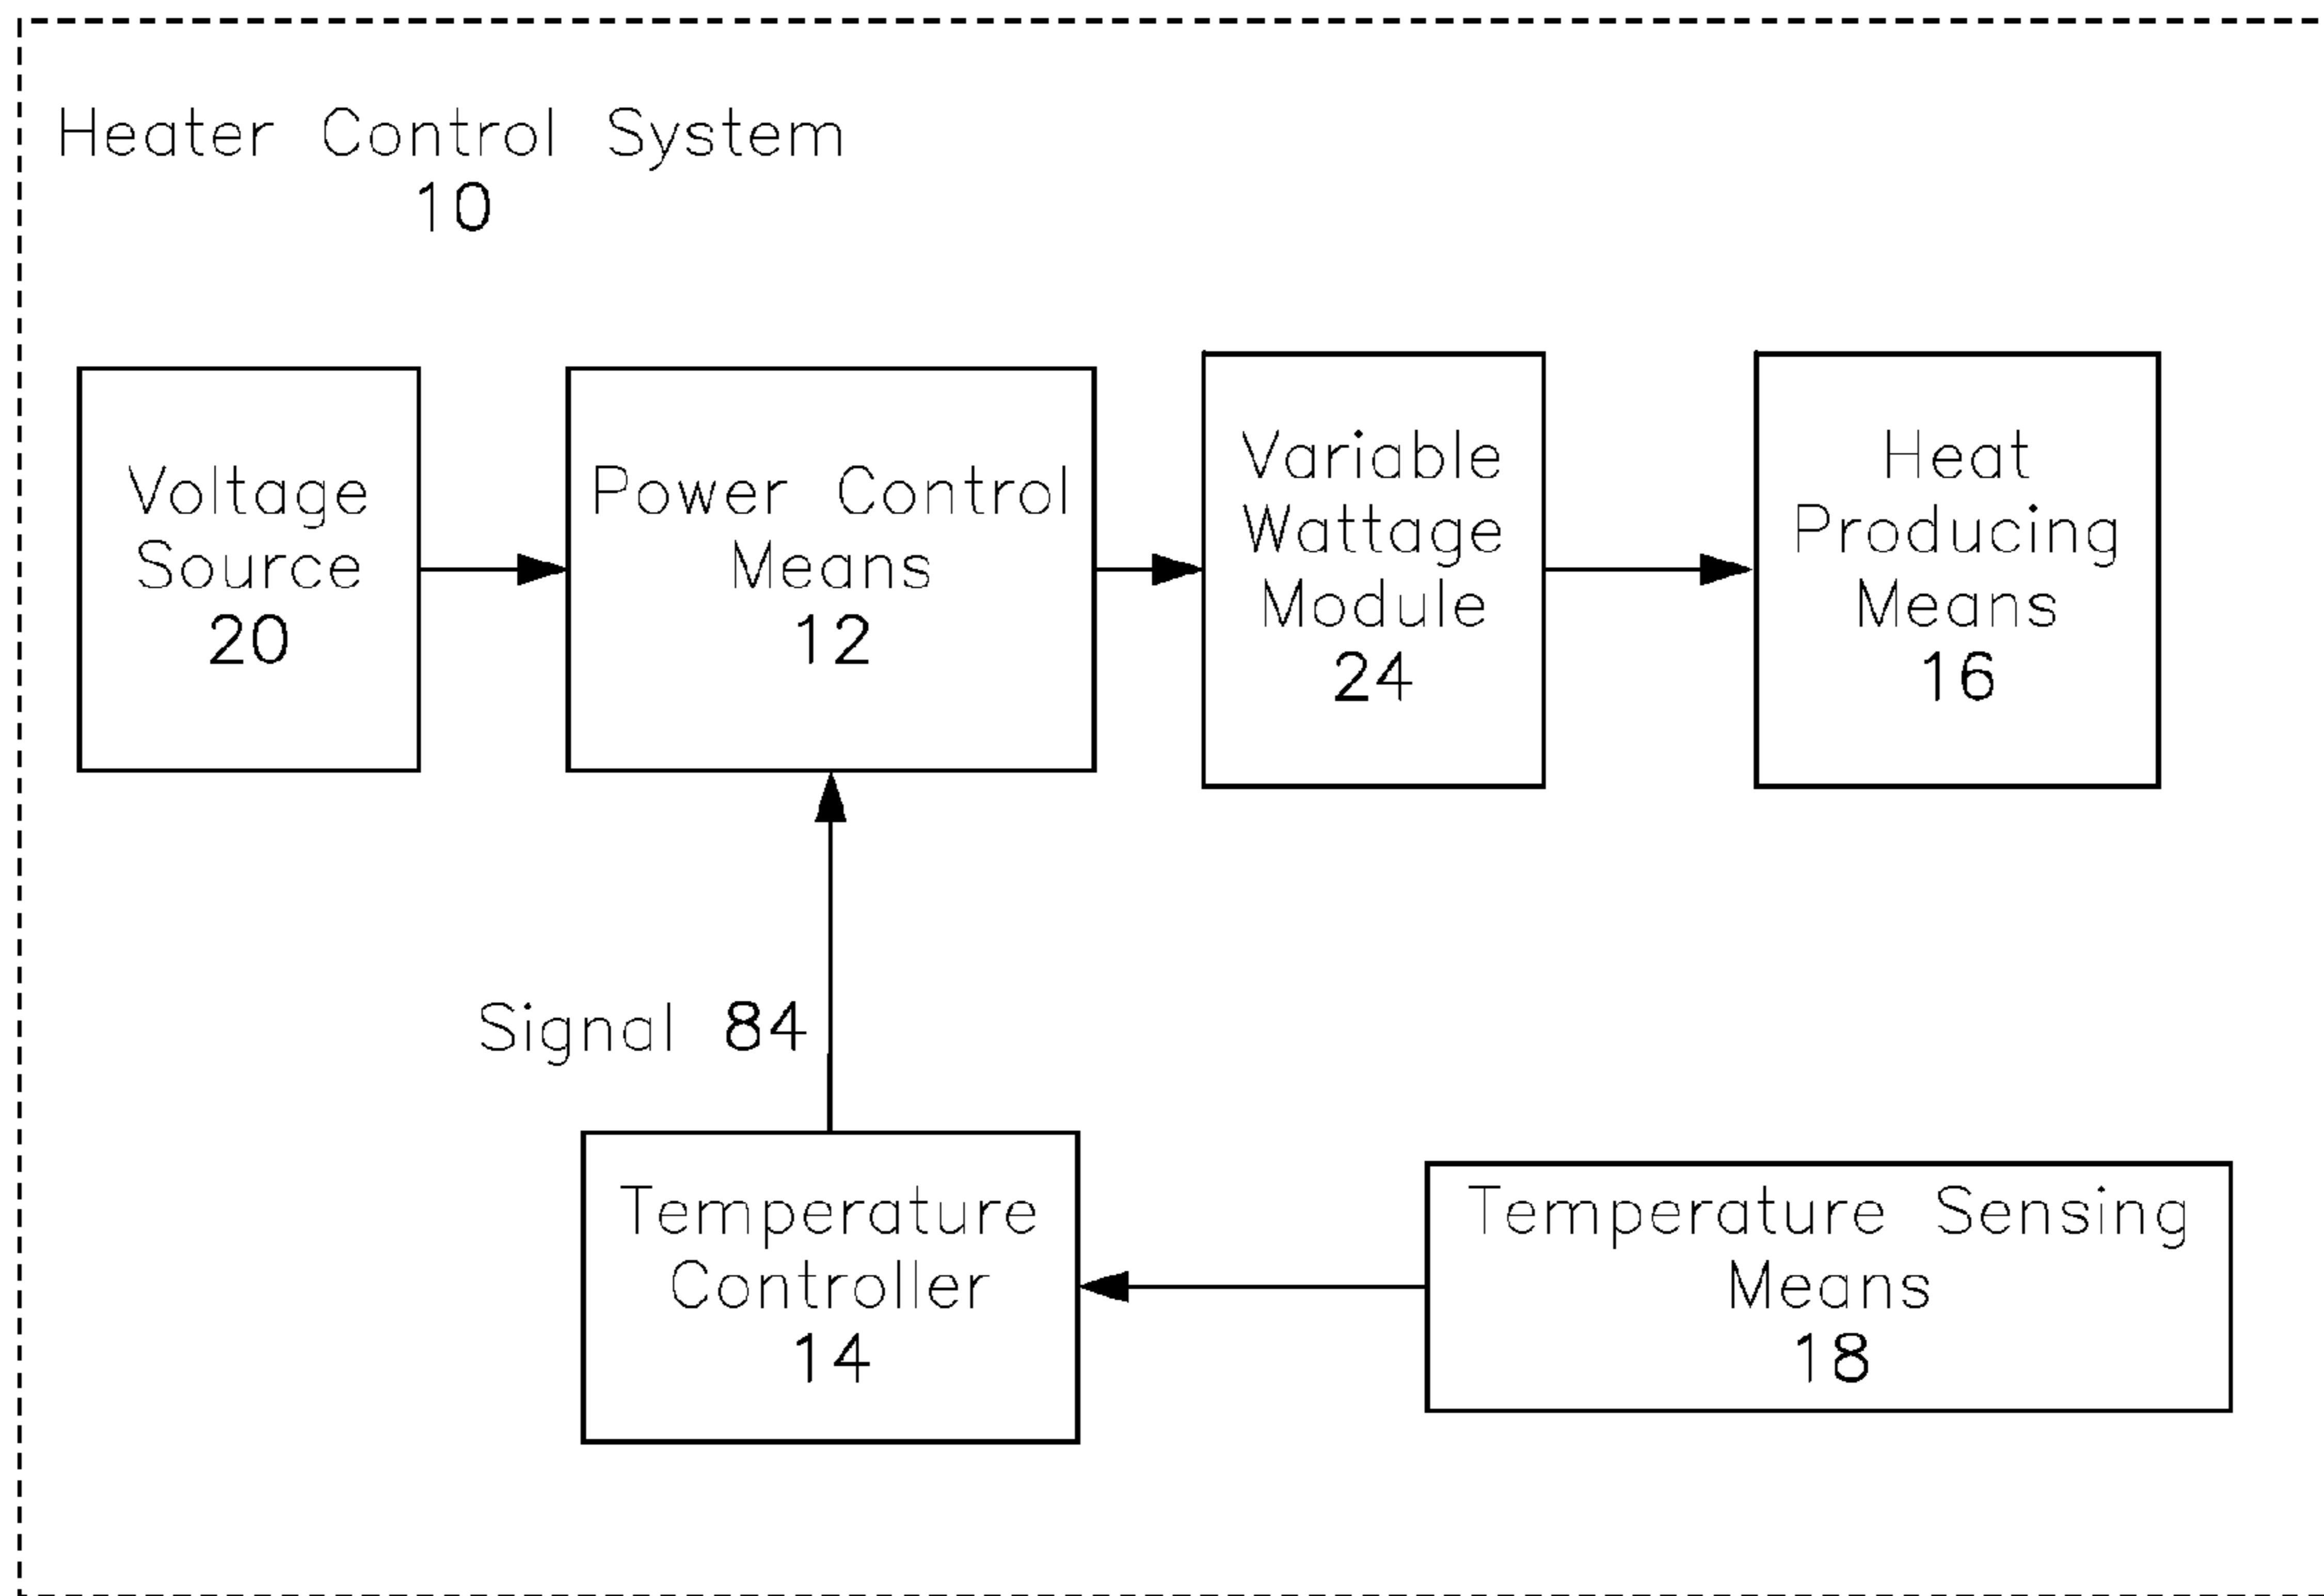 Heater Control System
10
Voltage
Source
20
Power Control
Means
12
Variable
Wattage
Module
24
Heat
Producing
Means
16
Signal 84
Temperature
Controller
14
Temperature Sensing
Means
18